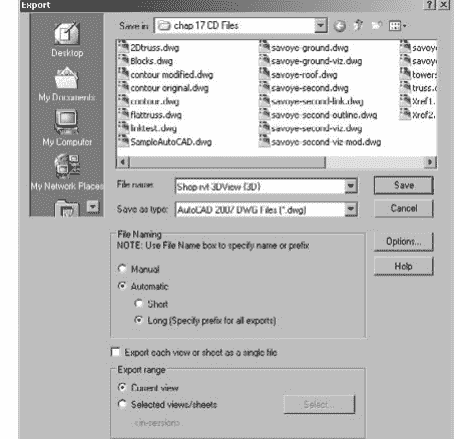 Export
Save in: chap 17 CD Files
Desktop
My Documents
My Computer
My Network Places
2Dtruss.dwg
Blocks.dwg
contour modified.dwg
contour original.dwg
contour.dwg
flattruss.dwg
linktest.dwg
SampleAutoCAD.dwg
savoye-ground.dwg
savoye-ground-viz.dwg
savoye-roof.dwg
savoye-second.dwg
savoye-second-link.dwg
savoye-second-outline.dwg
savoye-second-viz.dwg
savoye-second-viz-mod.dwg
savoy
savoy
savoy
towers
truss.d
Xref1.
Xref2.
File name: Shop rvt 3DView {3D} Save
Save as type: AutoCAD 2007 DWG Files (*.dwg) Cancel
File Naming
NOTE: Use File Name box to specify name or prefix
Options...
Manual
Help
Automatic
Short
Long (Specify prefix for all exports)
Export each view or sheet as a single file
Export range
Current view
Selected views/sheets Select...
<in-session>